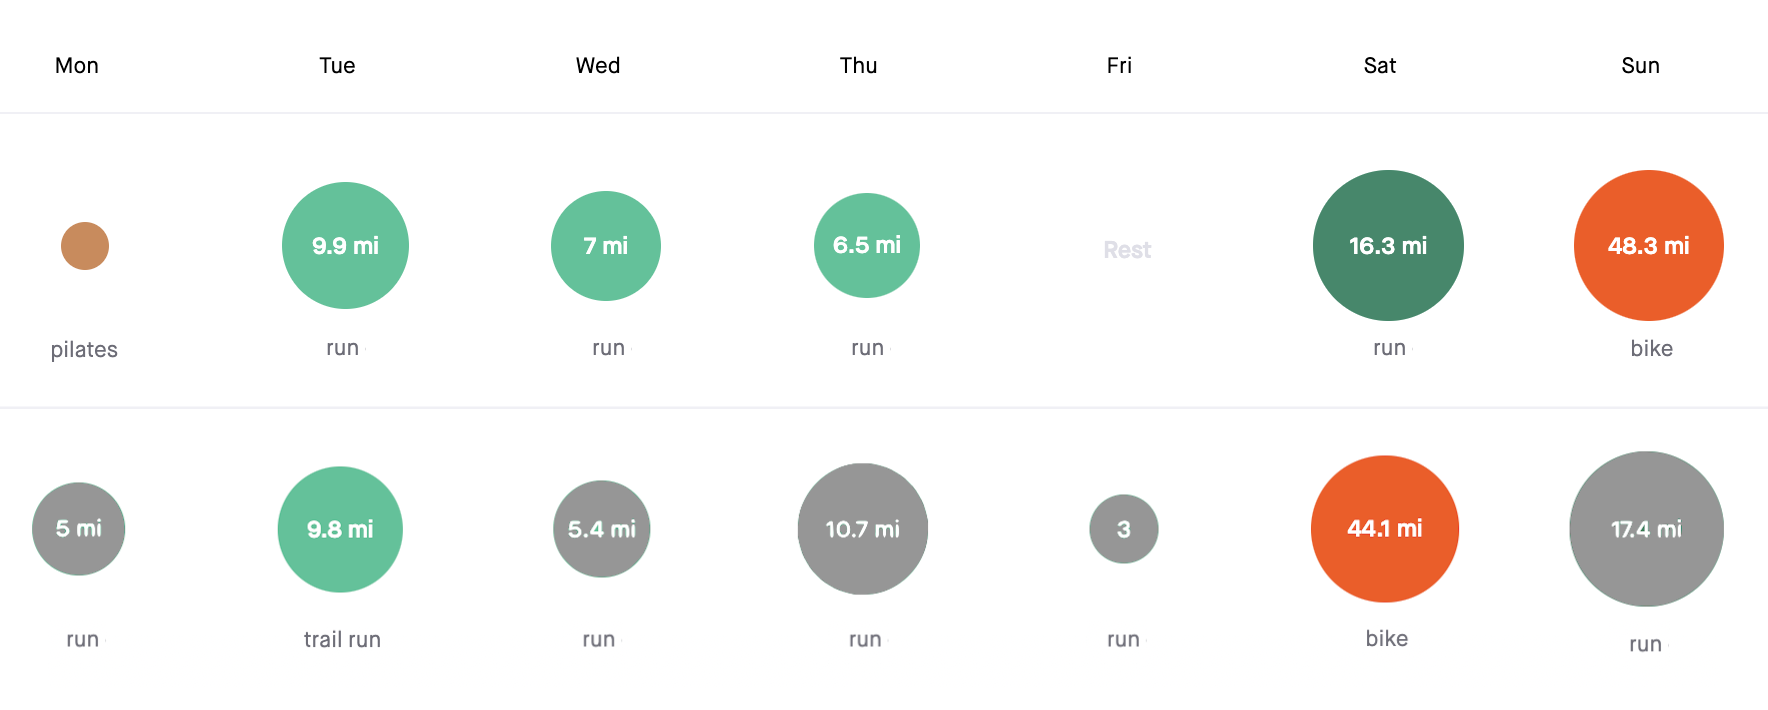 Mon Tue Wed Thu Fri Sat Sun
9.9 mi 7 mi 6.5 mi Rest 16.3 mi 48.3 mi
pilates run run run run bike
5 mi 9.8 mi 5.4 mi 10.7 mi 3 44.1 mi 17.4 mi
run trail run run run run bike run